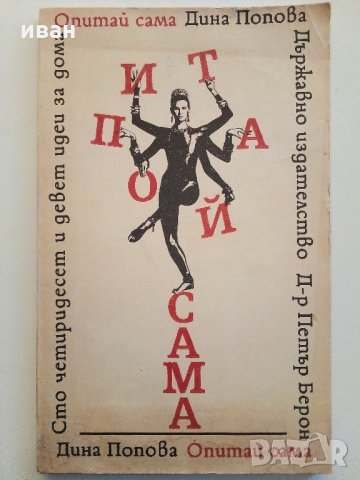 иван
Опитай сама Дина Попова
Държавно издателство Д-р Петър Берон
Сто четиридесет и девет идеи за дома
ОПИТАЙ
САМА
Дина Попова Опитай сама
BAZAR